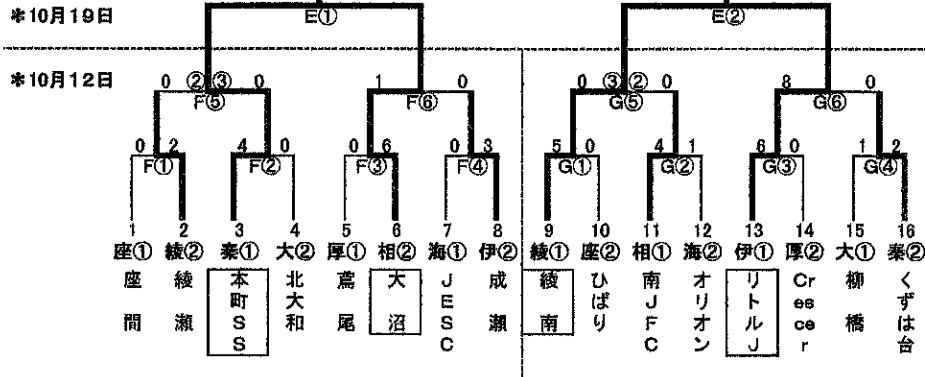 E① E②
*10月19日
*10月12日
0 ②③ 0 1 0 0 ③② 0 8 0
F⑤ F⑥ G⑤ G⑥
0 2 4 0 0 6 0 3 5 0 4 1 6 0 1 2
F① F② F③ F④ G① G② G③ G④
1 2 3 4 5 6 7 8 9 10 11 12 13 14 15 16
座① 綾② 秦① 大② 厚① 相② 海① 伊② 綾① 座② 相① 海② 伊① 厚② 大① 秦②
座間
綾瀬
本町SS
北大和
鳶尾
大沼
JESC
成瀬
綾南
ひばり
南JFC
オリオン
リトルJ
Crescer
柳橋
くずは台